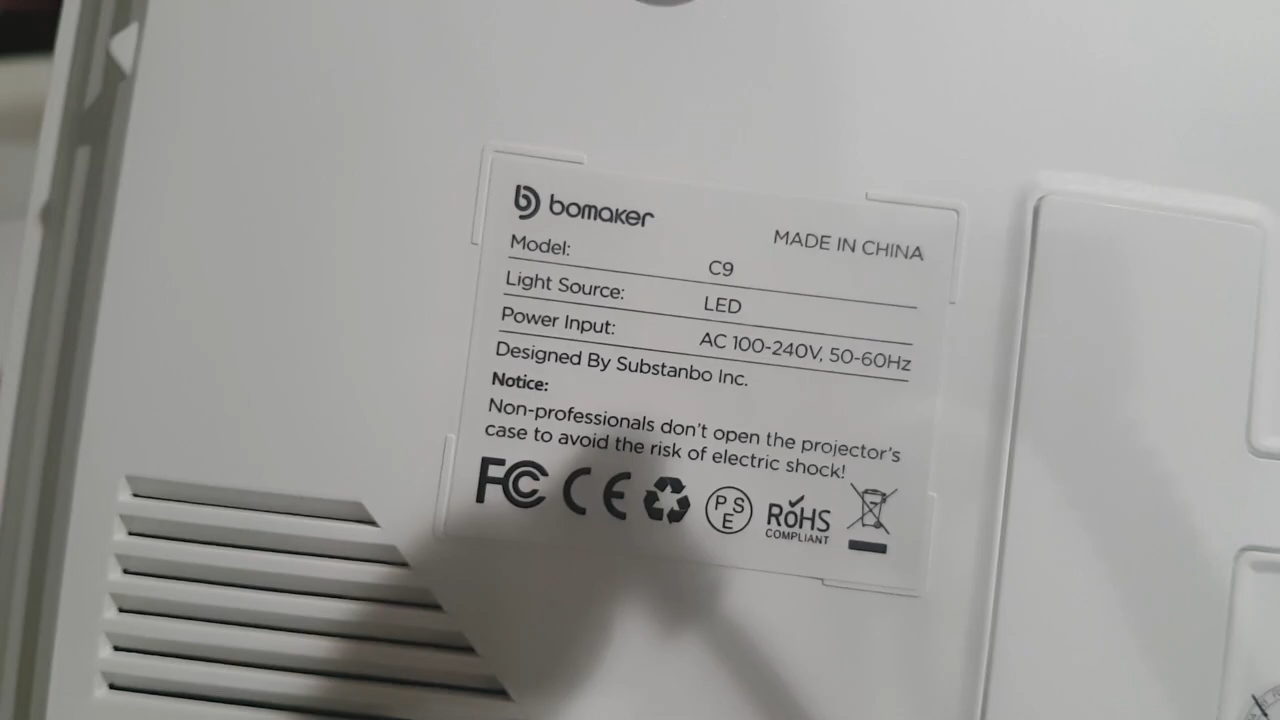 bomaker
MADE IN CHINA
Model: C9
Light Source: LED
Power Input: AC 100-240V, 50-60Hz
Designed By Substanbo Inc.
Notice:
Non-professionals don't open the projector's
case to avoid the risk of electric shock!
FC CE PSE RoHS
COMPLIANT